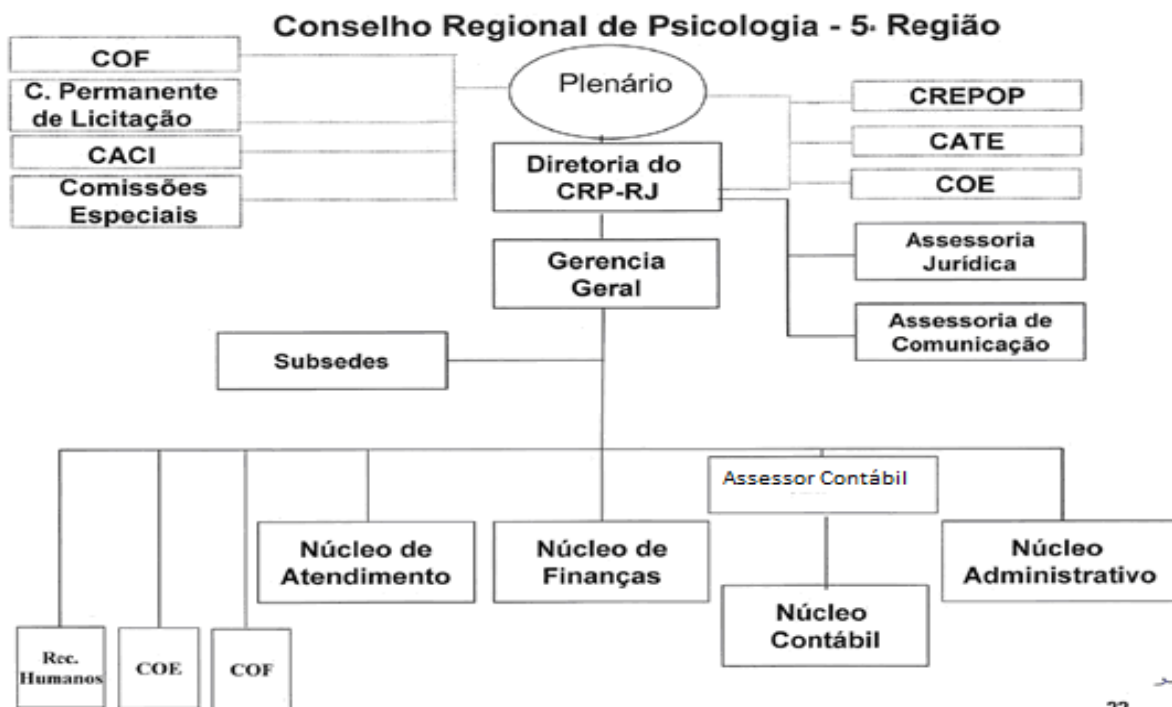 Conselho Regional de Psicologia - 5ª Região
COF
C. Permanente
de Licitação
CACI
Comissões
Especiais
Plenário
Diretoria do
CRP-RJ
Gerencia
Geral
CREPOP
CATE
COE
Assessoria
Jurídica
Assessoria de
Comunicação
Subsedes
Assessor Contábil
Núcleo de
Atendimento
Núcleo de
Finanças
Núcleo
Contábil
Núcleo
Administrativo
Rec.
Humanos
COE
COF